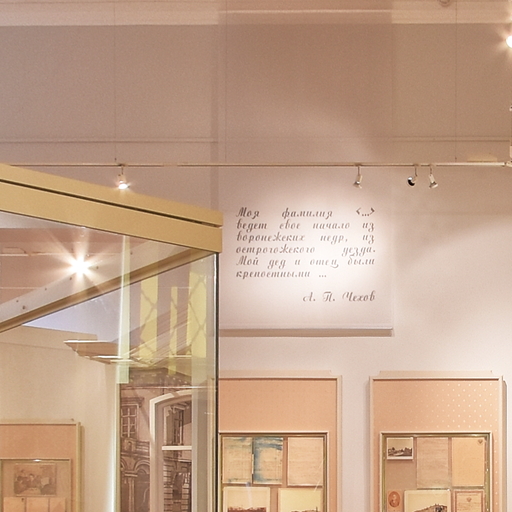 Моя фамилия <...>
ведет свое начало из
воронежских недр, из
острогожского уезда.
Мой дед и отец были
крепостными ...
А. П. Чехов